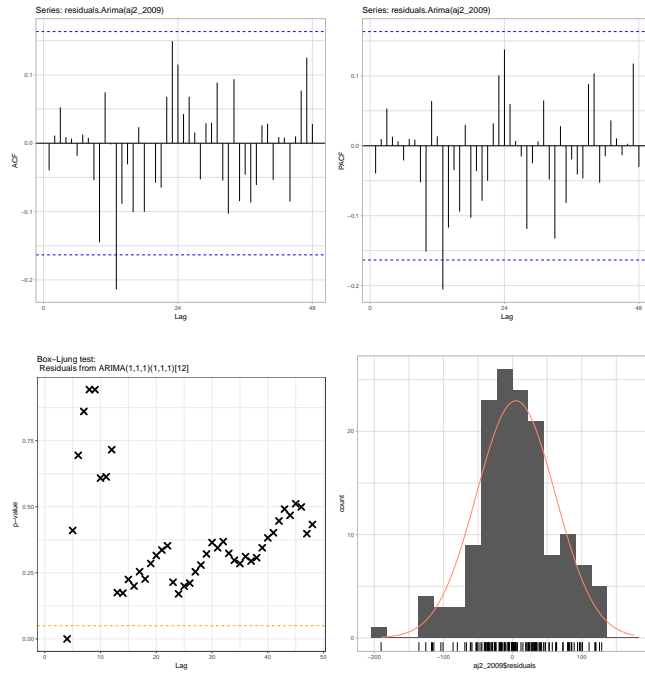 Series: residuals.Arima(aj2_2009)
0.1
0.0
−0.1
−0.2
ACF
0
24
48
Lag
Series: residuals.Arima(aj2_2009)
0.1
0.0
−0.1
−0.2
PACF
0
24
48
Lag
Box−Ljung test:
Residuals from ARIMA(1,1,1)(1,1,1)[12]
0.75
0.50
0.25
0.00
p−value
0
10
20
30
40
50
Lag
20
10
0
count
−200
−100
0
100
aj2_2009$residuals